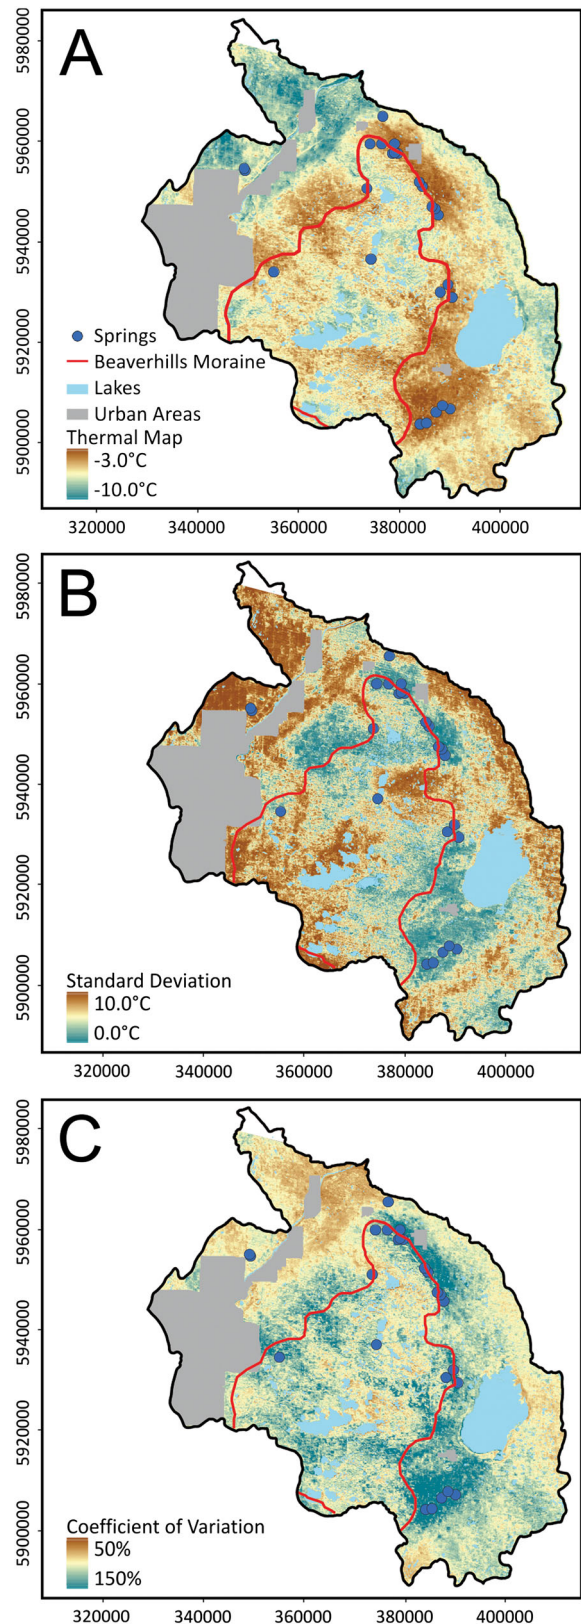 A
5980000
5960000
5940000
5920000
5900000
Springs
Beaverhills Moraine
Lakes
Urban Areas
Thermal Map
-3.0°C
-10.0°C
320000 340000 360000 380000 400000
B
5980000
5960000
5940000
5920000
5900000
Standard Deviation
10.0°C
0.0°C
320000 340000 360000 380000 400000
C
5980000
5960000
5940000
5920000
5900000
Coefficient of Variation
50%
150%
320000 340000 360000 380000 400000